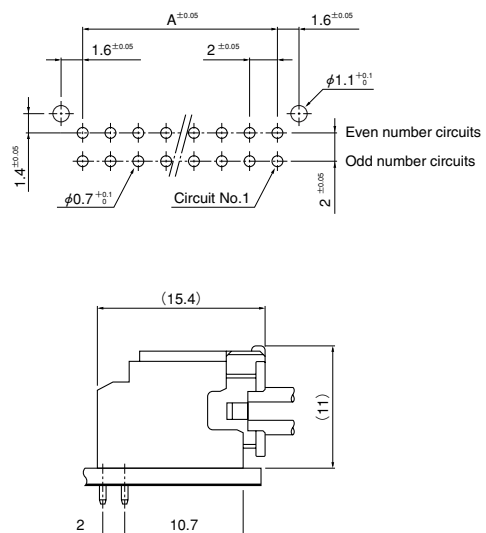 A±0.05
1.6±0.05
1.6±0.05
2±0.05
ϕ1.1+0.1 0
Even number circuits
Odd number circuits
1.4±0.05
2±0.05
ϕ0.7+0.1 0
Circuit No.1
(15.4)
(11)
2
10.7